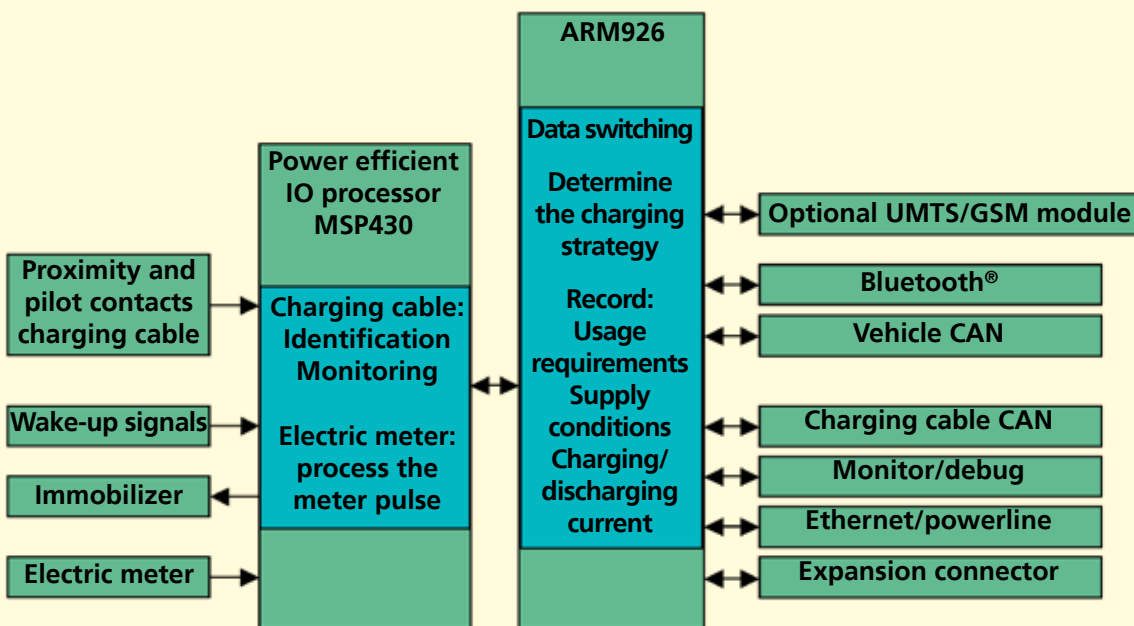 ARM926
Data switching
Determine
the charging
strategy
Record:
Usage
requirements
Supply
conditions
Charging/
discharging
current
Power efficient
IO processor
MSP430
Charging cable:
Identification
Monitoring
Electric meter:
process the
meter pulse
Proximity and
pilot contacts
charging cable
Wake-up signals
Immobilizer
Electric meter
Optional UMTS/GSM module
Bluetooth®
Vehicle CAN
Charging cable CAN
Monitor/debug
Ethernet/powerline
Expansion connector